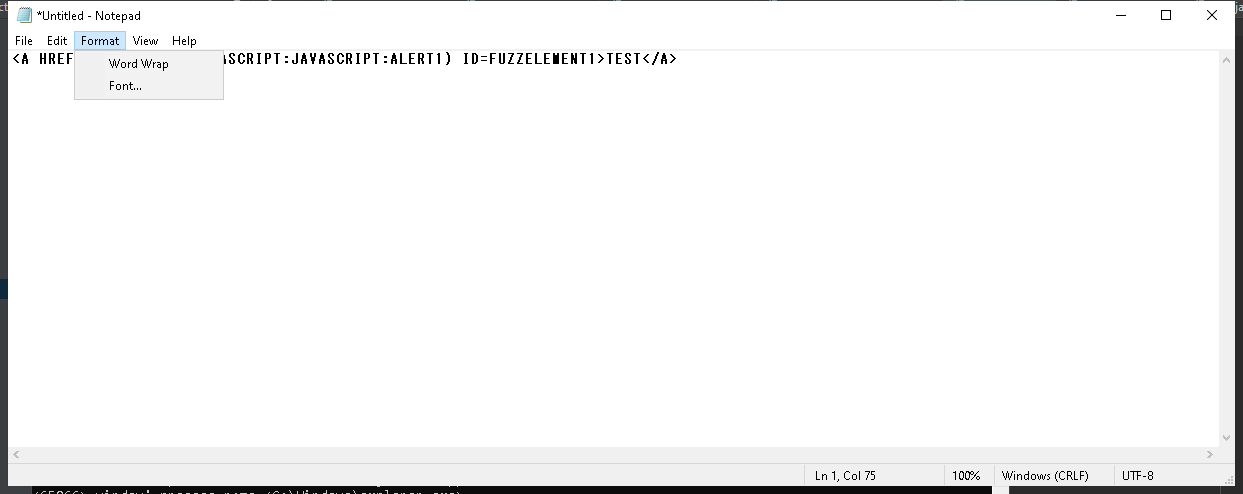 *Untitled - Notepad
File Edit Format View Help
<A HREF ASCRIPT:JAVASCRIPT:ALERT1) ID=FUZZELEMENT1>TEST</A>
Word Wrap
Font...
Ln 1, Col 75 100% Windows (CRLF) UTF-8